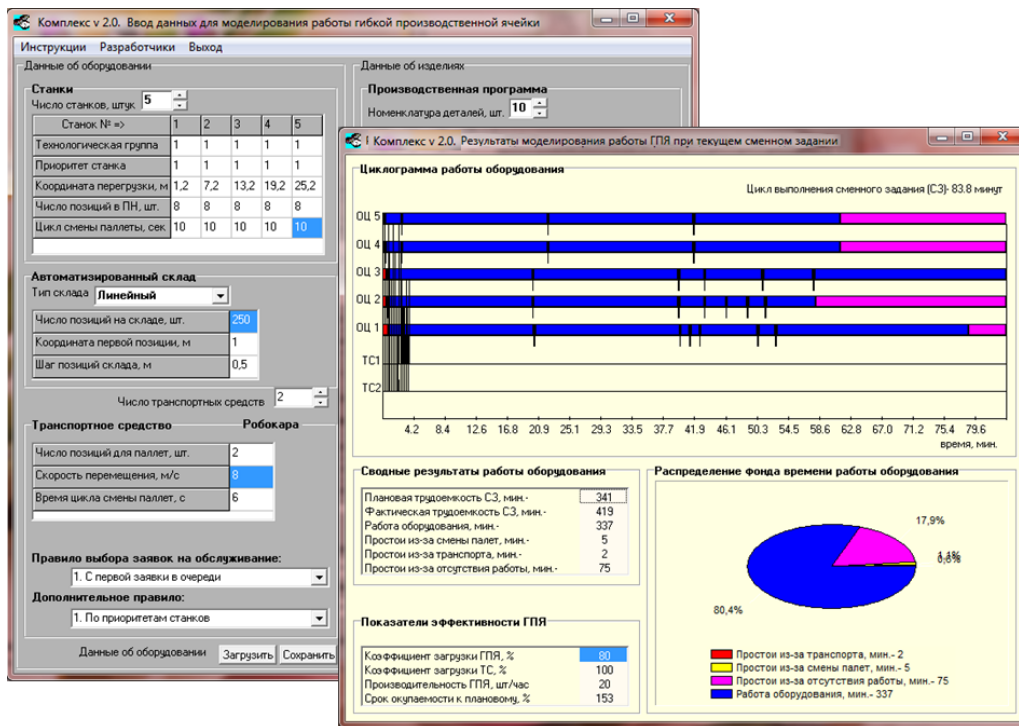 Комплекс v 2.0. Ввод данных для моделирования работы гибкой производственной ячейки
Инструкции Разработчики Выход
Данные об оборудовании
Станки
Число станков, штук 5
Станок № => 1 2 3 4 5
Технологическая группа 1 1 1 1 1
Приоритет станка 1 1 1 1 1
Координата перегрузки, м 1,2 7,2 13,2 19,2 25,2
Число позиций в ПН, шт. 8 8 8 8 8
Цикл смены паллеты, сек 10 10 10 10 10
Автоматизированный склад
Тип склада Линейный
Число позиций на складе, шт. 250
Координата первой позиции, м 1
Шаг позиций склада, м 0,5
Число транспортных средств 2
Транспортное средство Робокара
Число позиций для паллет, шт. 2
Скорость перемещения, м/с 8
Время цикла смены паллет, с 6
Правило выбора заявок на обслуживание:
1. С первой заявки в очереди
Дополнительное правило:
1. По приоритетам станков
Данные об оборудовании Загрузить Сохранить
Данные об изделиях
Производственная программа
Номенклатура деталей, шт. 10
Комплекс v 2.0. Результаты моделирования работы ГПЯ при текущем сменном задании
Циклограмма работы оборудования
Цикл выполнения сменного задания (СЗ)- 83.8 минут
ОЦ 5
ОЦ 4
ОЦ 3
ОЦ 2
ОЦ 1
ТС1
ТС2
4.2 8.4 12.6 16.8 20.9 25.1 29.3 33.5 37.7 41.9 46.1 50.3 54.5 58.6 62.8 67.0 71.2 75.4 79.6
время, мин.
Сводные результаты работы оборудования
Плановая трудоемкость СЗ, мин.- 341
Фактическая трудоемкость СЗ, мин.- 419
Работа оборудования, мин.- 337
Простои из-за смены палет, мин.- 5
Простои из-за транспорта, мин.- 2
Простои из-за отсутствия работы, мин.- 75
Показатели эффективности ГПЯ
Коэффициент загрузки ГПЯ, % 80
Коэффициент загрузки ТС, % 100
Производительность ГПЯ, шт/час 20
Срок окупаемости к плановому, % 153
Распределение фонда времени работы оборудования
17,9%
80,4%
Простои из-за транспорта, мин.- 2
Простои из-за смены палет, мин.- 5
Простои из-за отсутствия работы, мин.- 75
Работа оборудования, мин.- 337